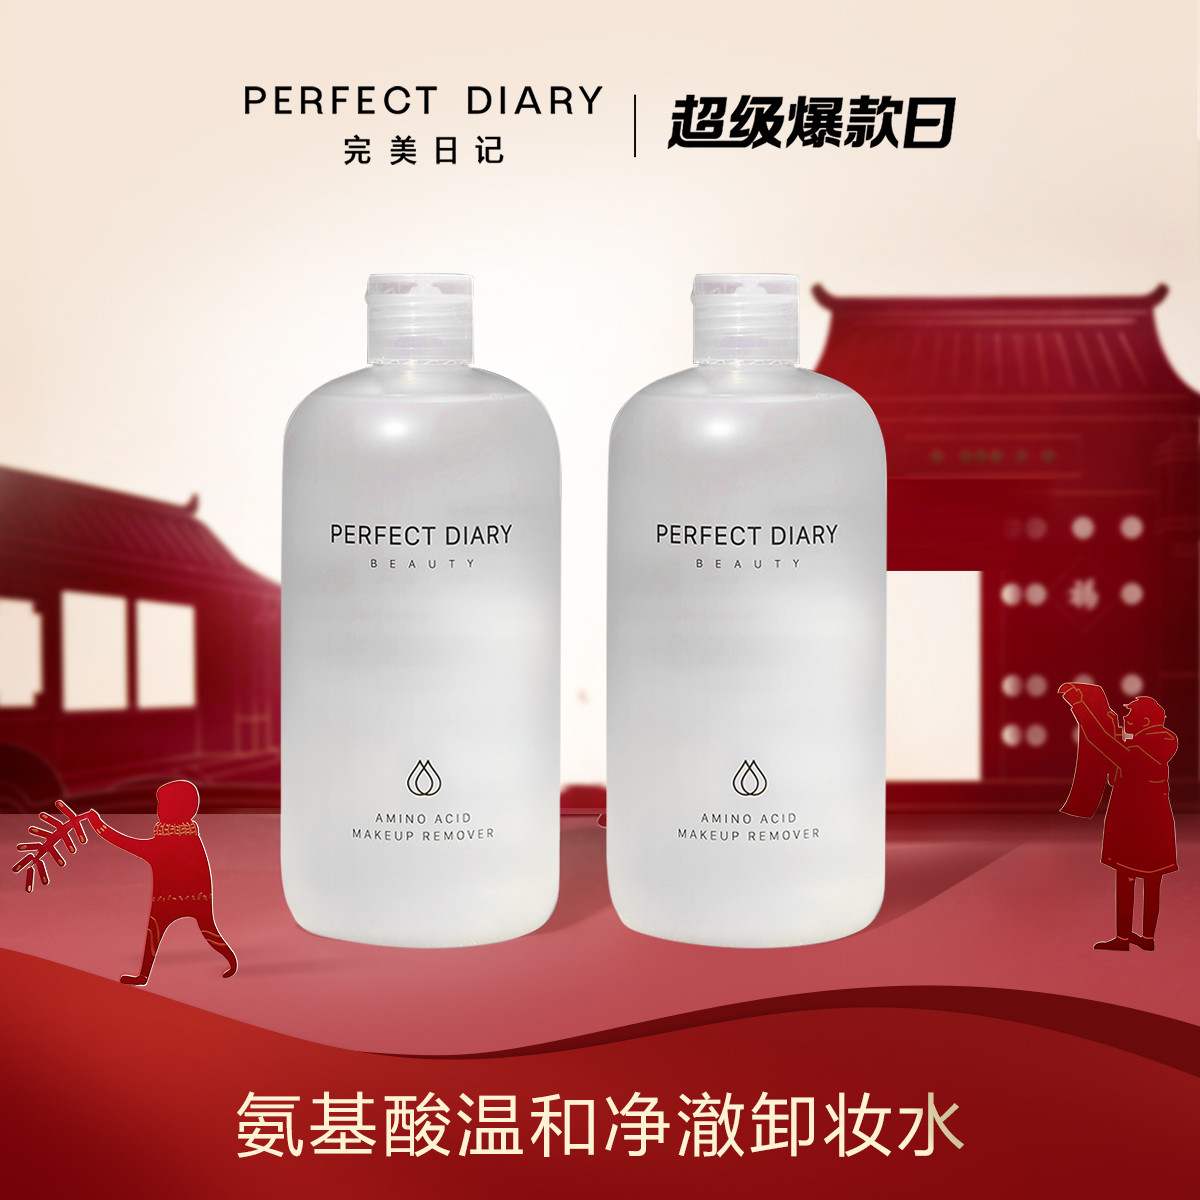 PERFECT DIARY
完美日记
超级爆款日
PERFECT DIARY
BEAUTY
AMINO ACID
MAKEUP REMOVER
PERFECT DIARY
BEAUTY
AMINO ACID
MAKEUP REMOVER
福
氨基酸温和净澈卸妆水